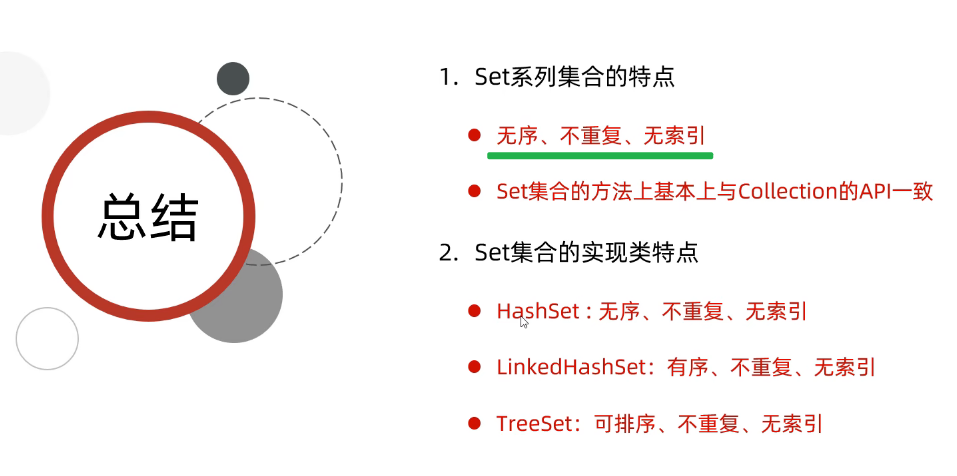 总结
1. Set系列集合的特点
无序、不重复、无索引
Set集合的方法上基本上与Collection的API一致
2. Set集合的实现类特点
HashSet : 无序、不重复、无索引
LinkedHashSet：有序、不重复、无索引
TreeSet：可排序、不重复、无索引